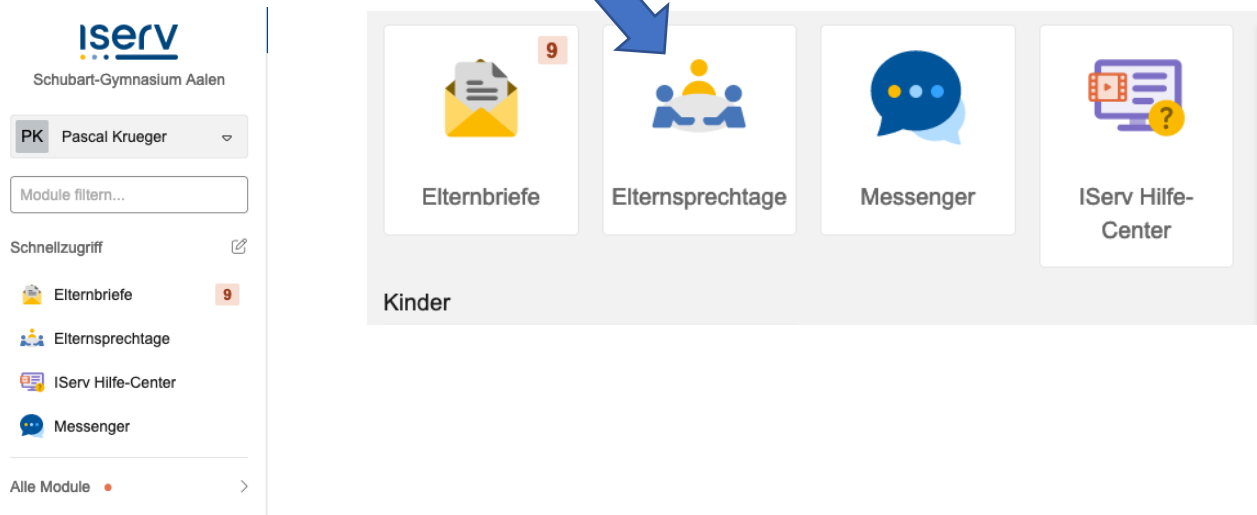 ISerV
Schubart-Gymnasium Aalen
PK Pascal Krueger
Module filtern...
Schnellzugriff
Elternbriefe 9
Elternsprechtage
IServ Hilfe-Center
Messenger
Alle Module
9
Elternbriefe
Elternsprechtage
Messenger
?
IServ Hilfe-
Center
Kinder